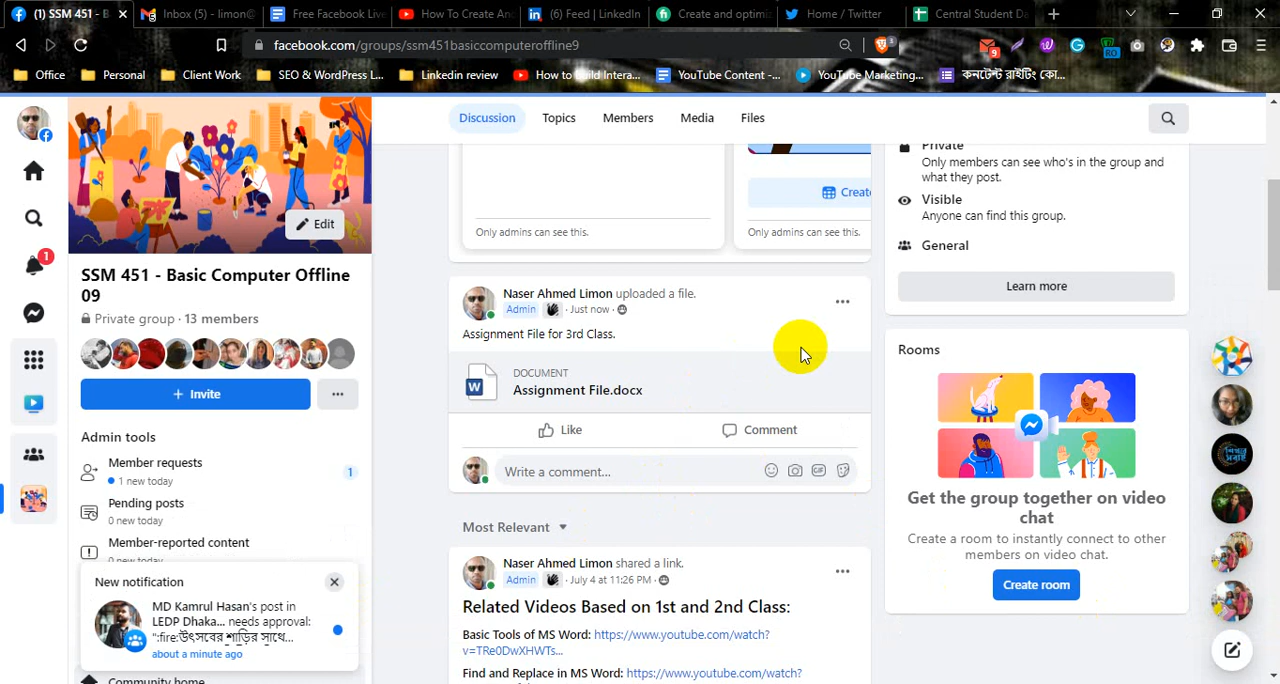 (1) SSM 451 - B
Inbox (5) - limon@
Free Facebook Live
How To Create An
(6) Feed | LinkedIn
Create and optimi
Home / Twitter
Central Student Da
facebook.com/groups/ssm451basiccomputeroffline9
9
RO
Office
Personal
Client Work
SEO & WordPress L...
Linkedin review
How to build Intera...
YouTube Content -...
YouTube Marketing...
কনটেন্ট রাইটিং কো...
Discussion
Topics
Members
Media
Files
Edit
SSM 451 - Basic Computer Offline
09
Private group · 13 members
+ Invite
Admin tools
Member requests
1 new today
1
Pending posts
0 new today
Member-reported content
0 new today
New notification
MD Kamrul Hasan's post in
LEDP Dhaka... needs approval:
":fire:উৎসবের শাড়ির সাথে...
about a minute ago
Community home
1
Create
Only admins can see this.
Only admins can see this.
Naser Ahmed Limon uploaded a file.
Admin · Just now ·
Assignment File for 3rd Class.
DOCUMENT
Assignment File.docx
W
Like
Comment
Write a comment...
GIF
Most Relevant
Naser Ahmed Limon shared a link.
Admin · July 4 at 11:26 PM ·
Related Videos Based on 1st and 2nd Class:
Basic Tools of MS Word: https://www.youtube.com/watch?
v=TRe0DwXHWTs...
Find and Replace in MS Word: https://www.youtube.com/watch?
Private
Only members can see who's in the group and
what they post.
Visible
Anyone can find this group.
General
Learn more
Rooms
Get the group together on video
chat
Create a room to instantly connect to other
members on video chat.
Create room